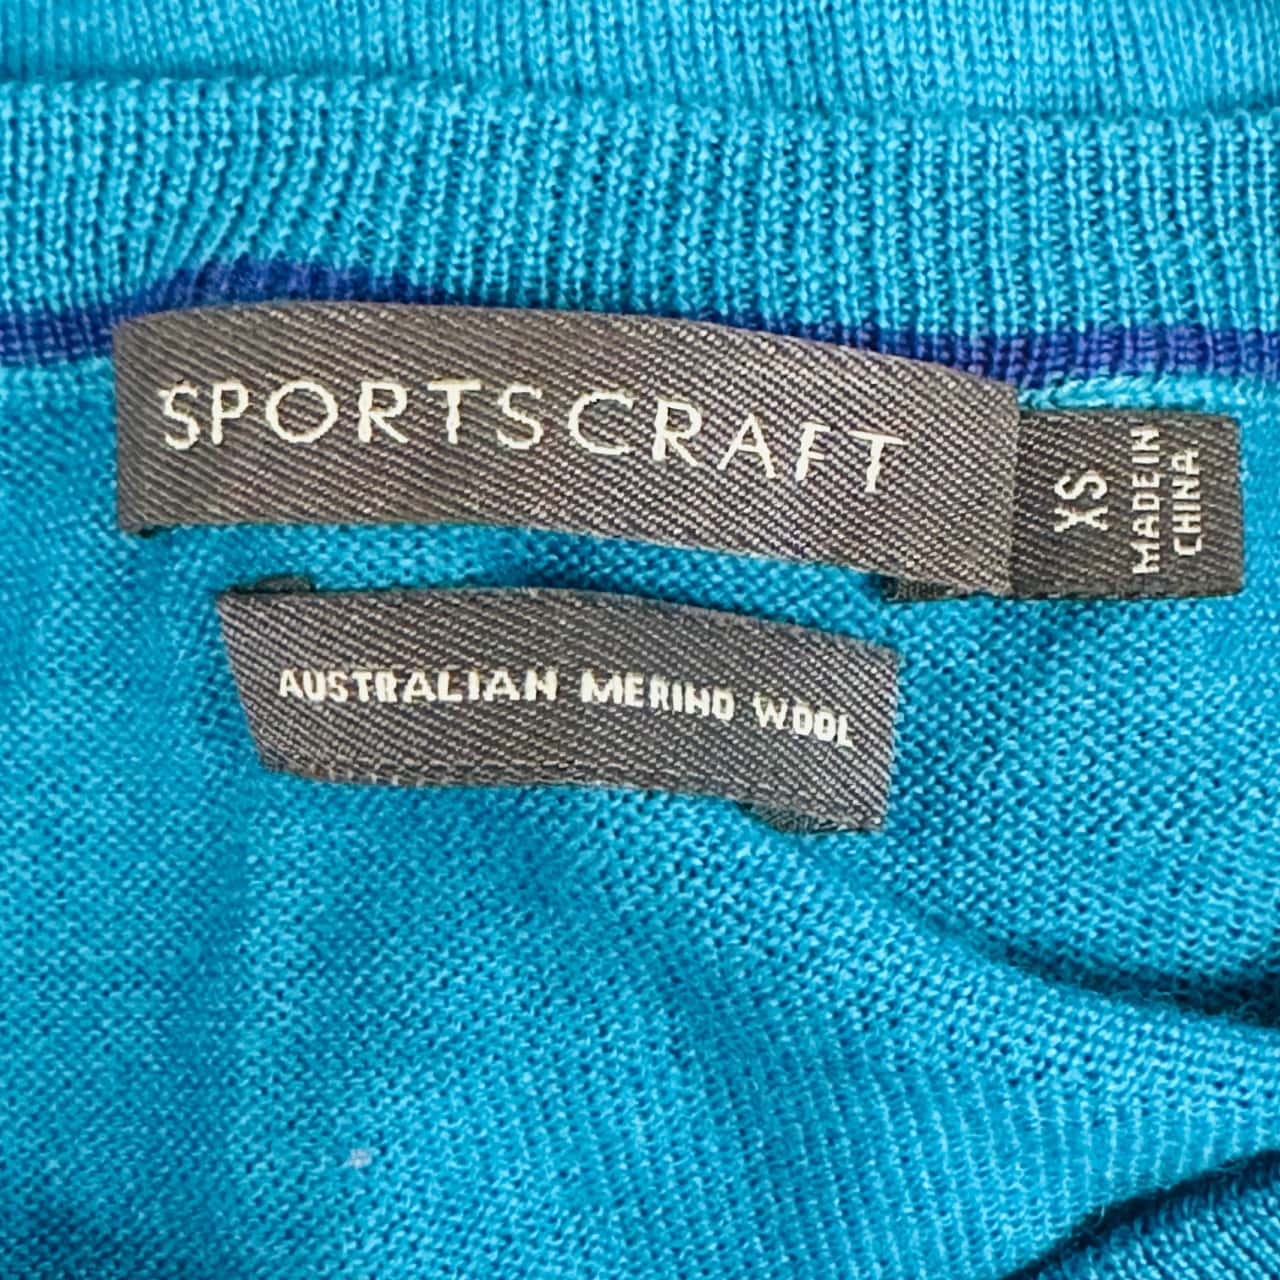 SPORTSCRAFT
XS
MADE IN
CHINA
AUSTRALIAN MERINO WOOL